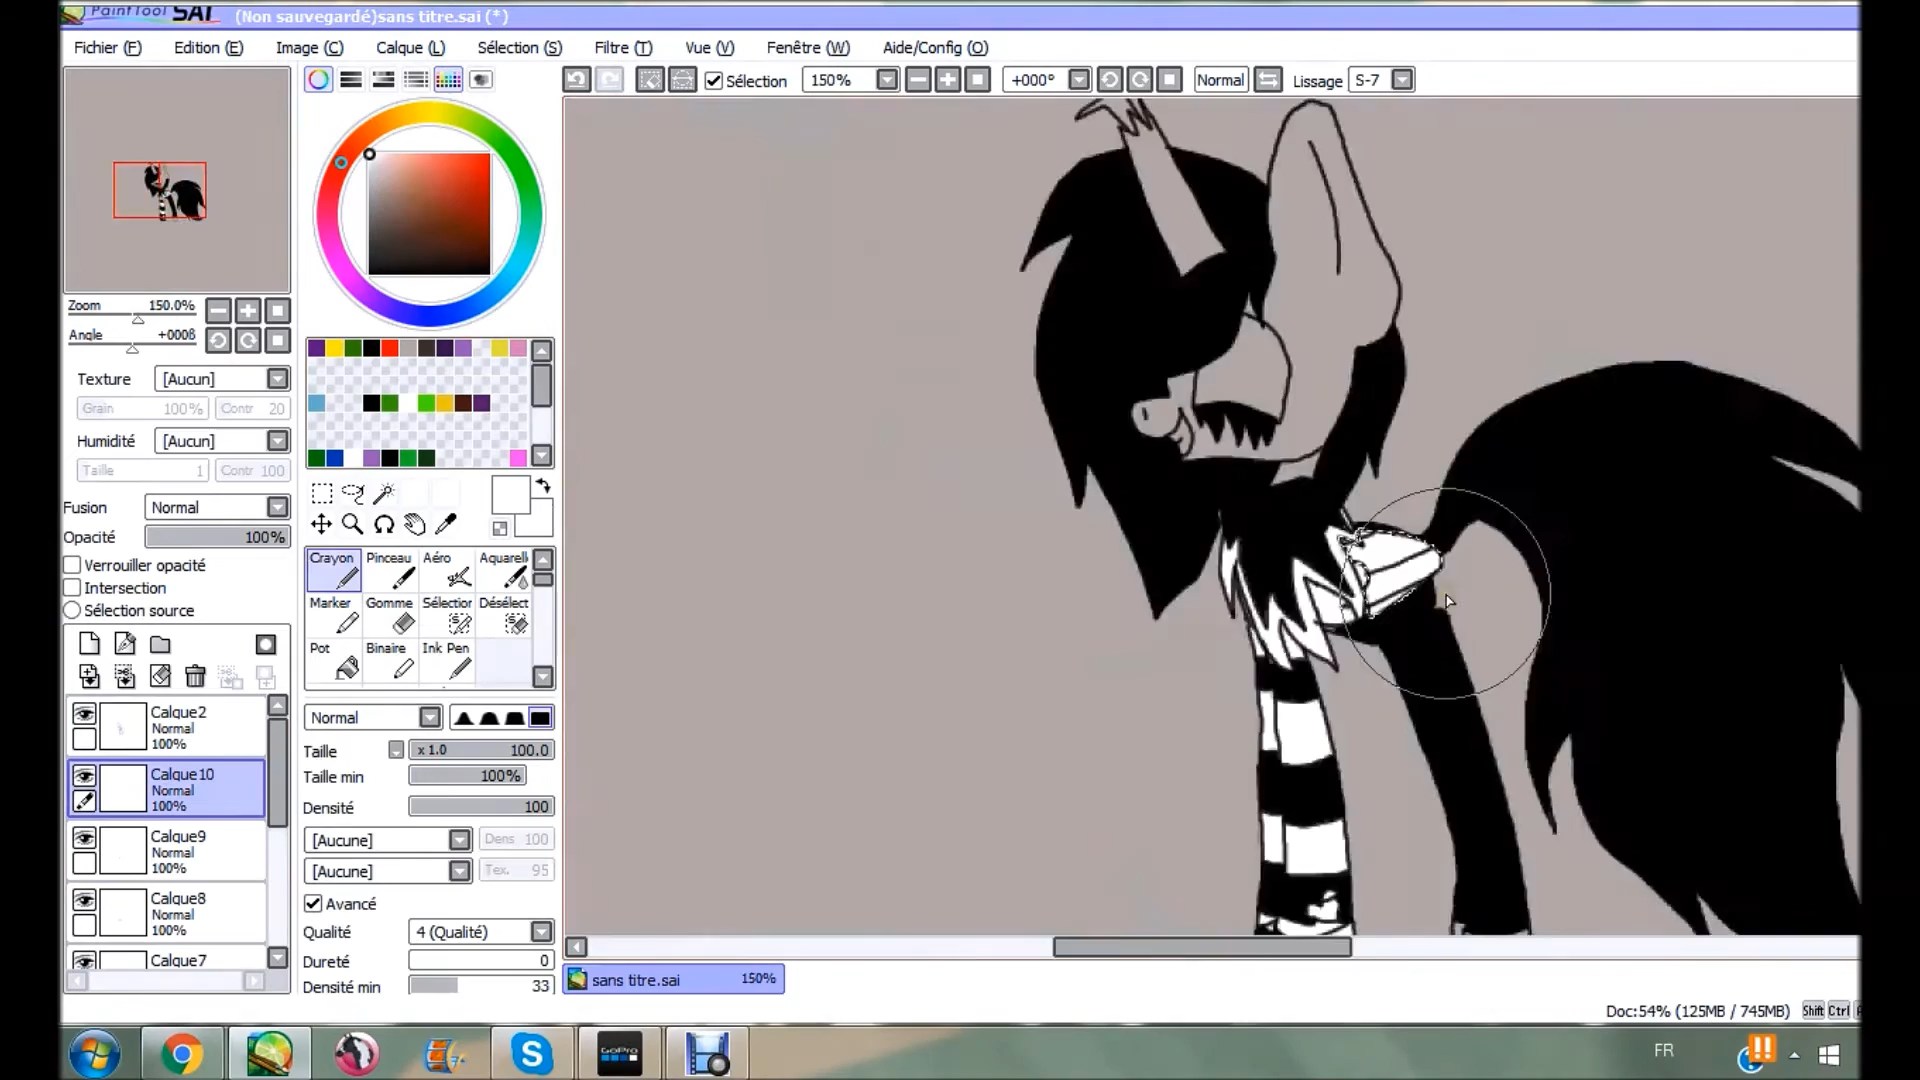 PaintTool SAI (Non sauvegardé)sans titre.sai (*)
Fichier (F) Edition (E) Image (C) Calque (L) Sélection (S) Filtre (T) Vue (V) Fenêtre (W) Aide/Config (O)
Sélection 150% +000° Normal Lissage S-7
Zoom 150.0%
Angle +000ß
Texture [Aucun]
Grain 100% Contr 20
Humidité [Aucun]
Taille 1 Contr 100
Fusion Normal
Opacité 100%
Verrouiller opacité
Intersection
Sélection source
Crayon Pinceau Aéro Aquarell
Marker Gomme Sélection Désélect
Pot Binaire Ink Pen
Normal
Taille x 1.0 100.0
Taille min 100%
Densité 100
[Aucune] Dens 100
[Aucune] Tex. 95
Avancé
Qualité 4 (Qualité)
Dureté 0
Densité min 33
Calque2
Normal
100%
Calque10
Normal
100%
Calque9
Normal
100%
Calque8
Normal
100%
Calque7
sans titre.sai 150%
Doc:54% (125MB / 745MB) Shift Ctrl
GoPro
S
FR